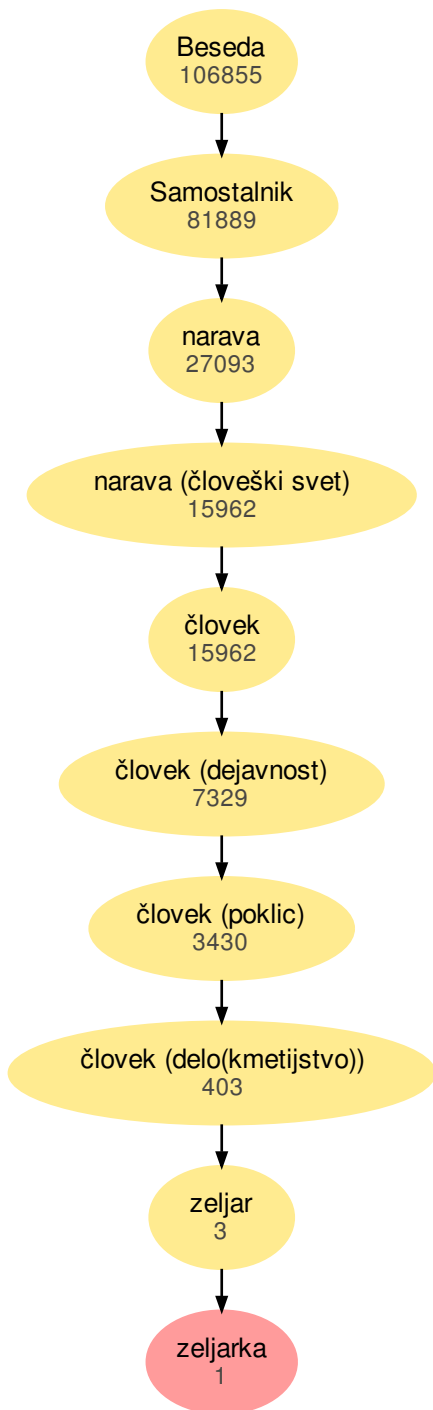 Beseda
106855
Samostalnik
81889
narava
27093
narava (človeški svet)
15962
človek
15962
človek (dejavnost)
7329
človek (poklic)
3430
človek (delo(kmetijstvo))
403
zeljar
3
zeljarka
1